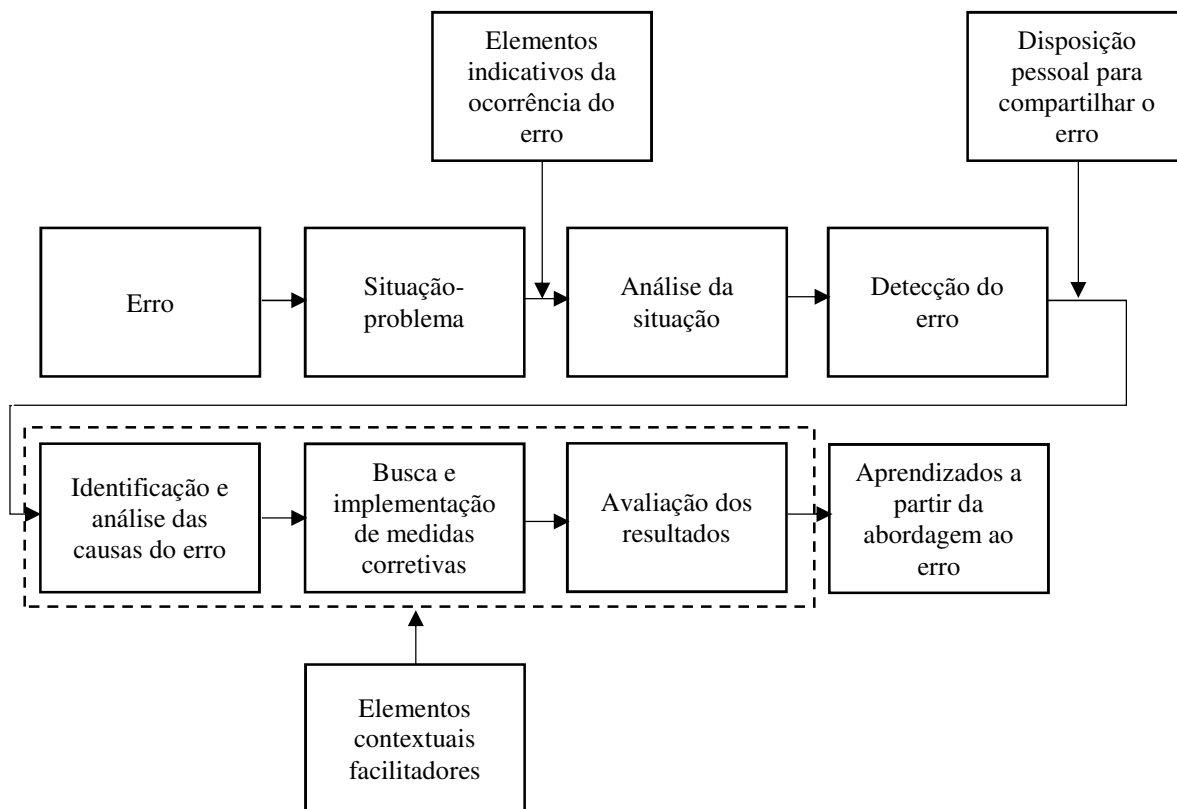 Elementos
indicativos da
ocorrência do
erro
Disposição
pessoal para
compartilhar o
erro
Erro
Situação-
problema
Análise da
situação
Detecção do
erro
Identificação e
análise das
causas do erro
Busca e
implementação
de medidas
corretivas
Avaliação dos
resultados
Aprendizados a
partir da
abordagem ao
erro
Elementos
contextuais
facilitadores